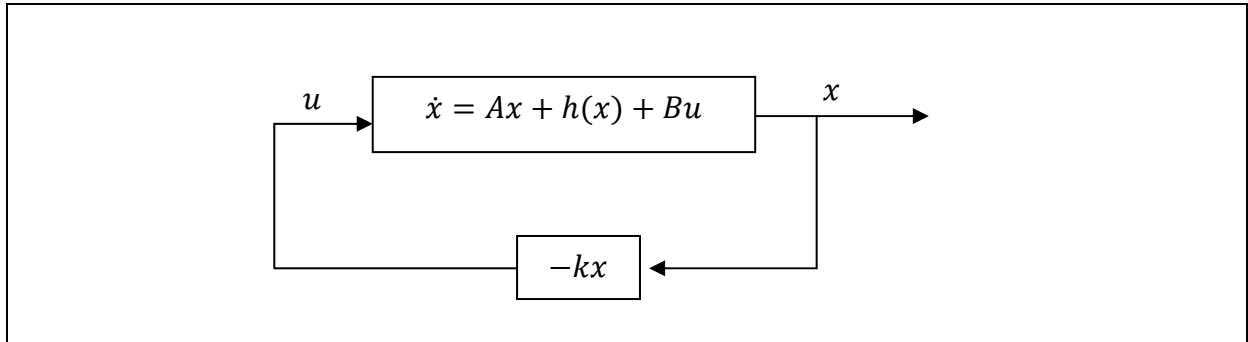 u
ẋ = Ax + h(x) + Bu
x
−kx